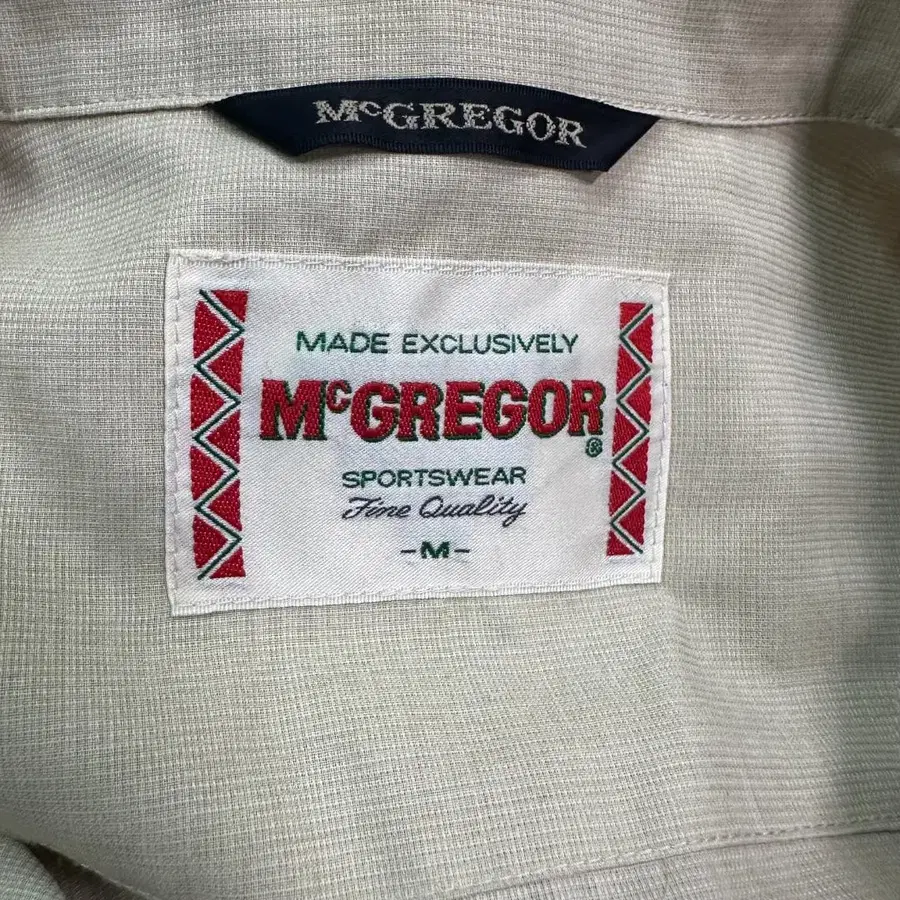 McGREGOR
MADE EXCLUSIVELY
McGREGOR®
SPORTSWEAR
Fine Quality
-M-